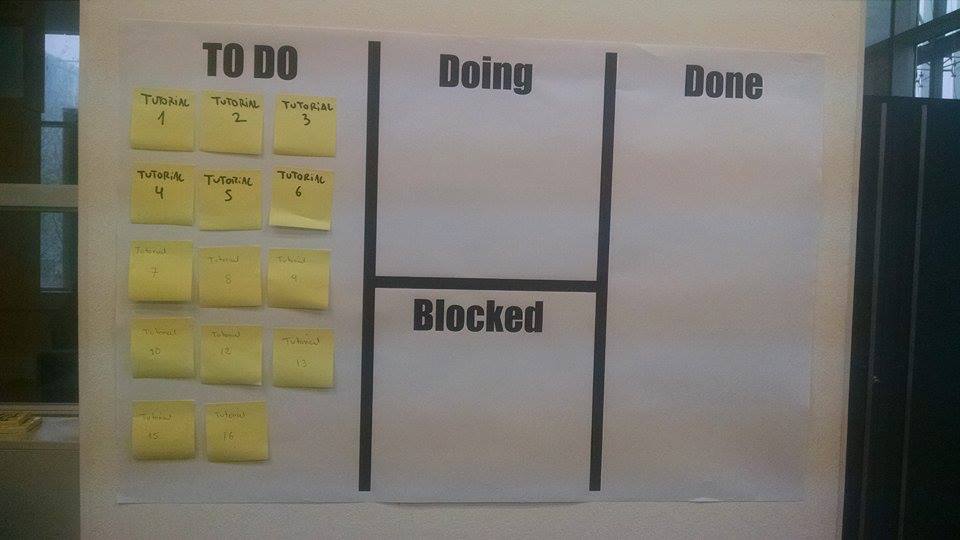 TO DO
Doing
Done
TUTORIAL
1
TUTORIAL
2
TUTORIAL
3
TUTORIAL
4
TUTORIAL
5
TUTORIAL
6
Tutorial
7
Tutorial
8
Tutorial
9
Tutorial
10
Tutorial
12
Tutorial
13
Blocked
Tutorial
15
Tutorial
16